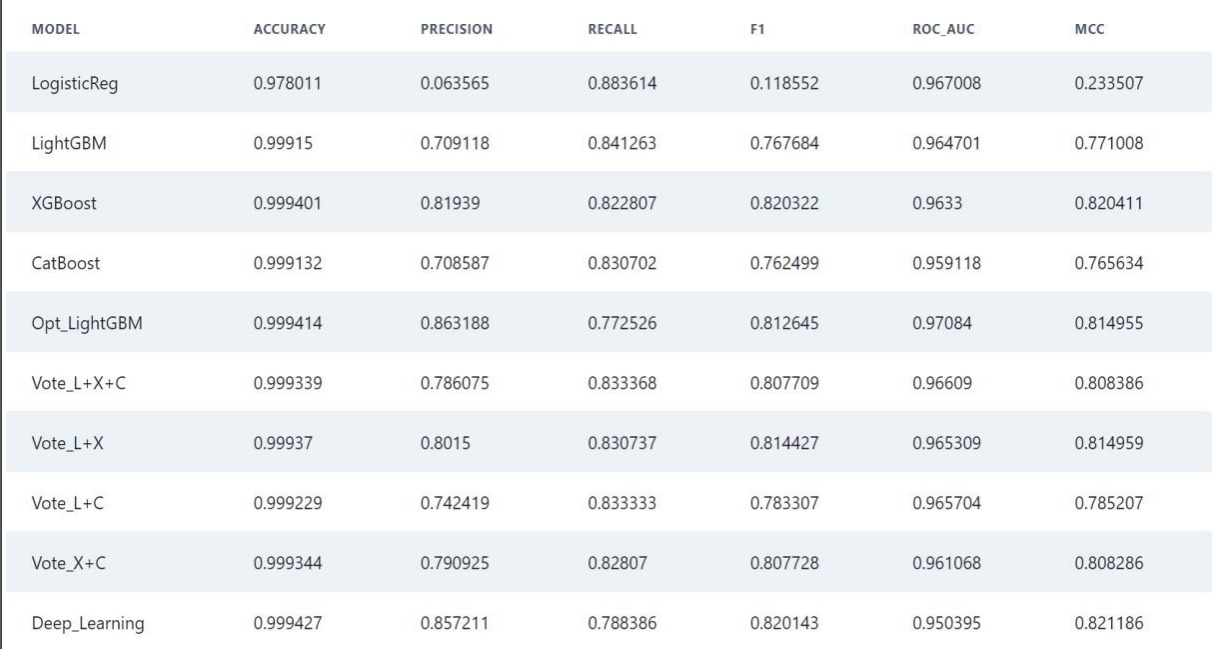 MODEL ACCURACY PRECISION RECALL F1 ROC_AUC MCC
LogisticReg 0.978011 0.063565 0.883614 0.118552 0.967008 0.233507
LightGBM 0.99915 0.709118 0.841263 0.767684 0.964701 0.771008
XGBoost 0.999401 0.81939 0.822807 0.820322 0.9633 0.820411
CatBoost 0.999132 0.708587 0.830702 0.762499 0.959118 0.765634
Opt_LightGBM 0.999414 0.863188 0.772526 0.812645 0.97084 0.814955
Vote_L+X+C 0.999339 0.786075 0.833368 0.807709 0.96609 0.808386
Vote_L+X 0.99937 0.8015 0.830737 0.814427 0.965309 0.814959
Vote_L+C 0.999229 0.742419 0.833333 0.783307 0.965704 0.785207
Vote_X+C 0.999344 0.790925 0.82807 0.807728 0.961068 0.808286
Deep_Learning 0.999427 0.857211 0.788386 0.820143 0.950395 0.821186